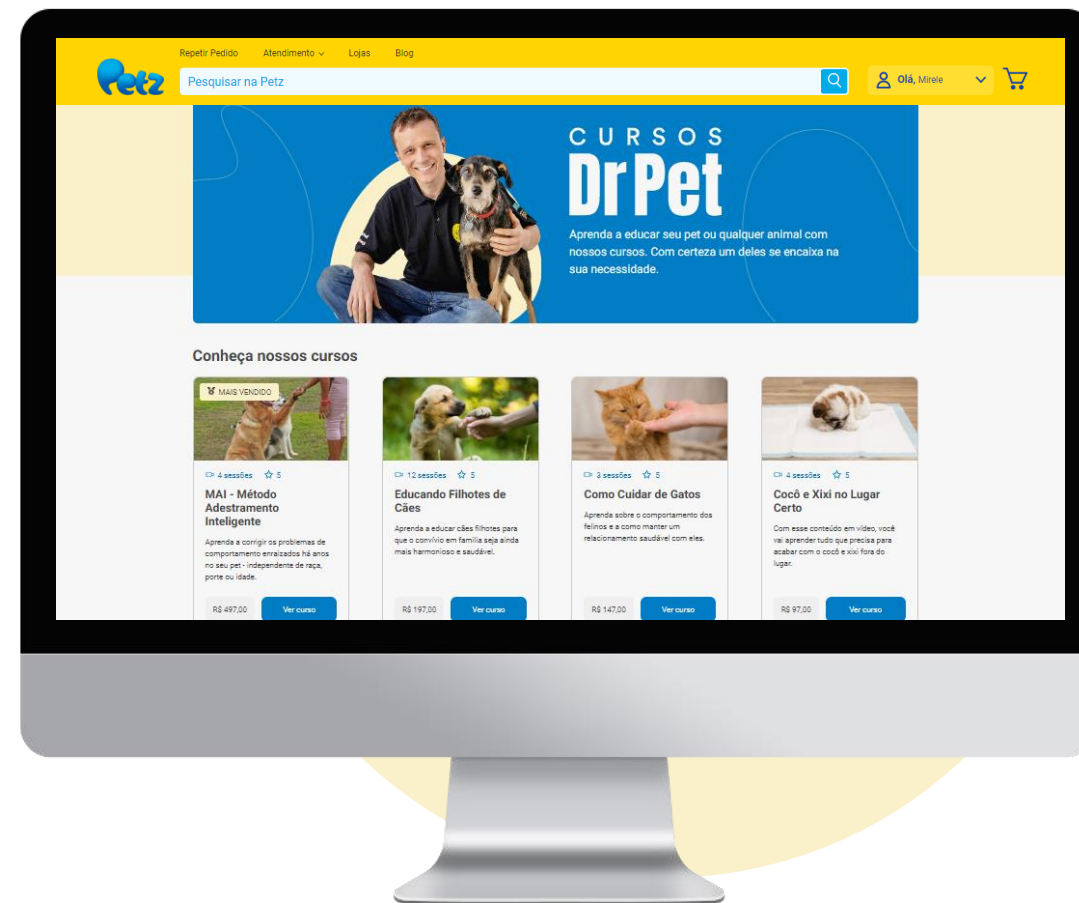 Repetir Pedido Atendimento Lojas Blog
Petz
Pesquisar na Petz
Olá, Mirele
CURSOS
Dr Pet
Aprenda a educar seu pet ou qualquer animal com
nossos cursos. Com certeza um deles se encaixa na
sua necessidade.
Conheça nossos cursos
MAIS VENDIDO
4 sessões 5
MAI - Método
Adestramento
Inteligente
Aprenda a corrigir os problemas de
comportamento enraizados há anos
no seu pet - independente de raça,
porte ou idade.
R$ 497,00 Ver curso
12 sessões 5
Educando Filhotes de
Cães
Aprenda a educar cães filhotes para
que o convívio em família seja ainda
mais harmonioso e saudável.
R$ 197,00 Ver curso
3 sessões 5
Como Cuidar de Gatos
Aprenda sobre o comportamento dos
felinos e a como manter um
relacionamento saudável com eles.
R$ 147,00 Ver curso
4 sessões 5
Cocô e Xixi no Lugar
Certo
Com esse conteúdo em vídeo, você
vai aprender tudo que precisa para
acabar com o cocô e xixi fora do
lugar.
R$ 97,00 Ver curso